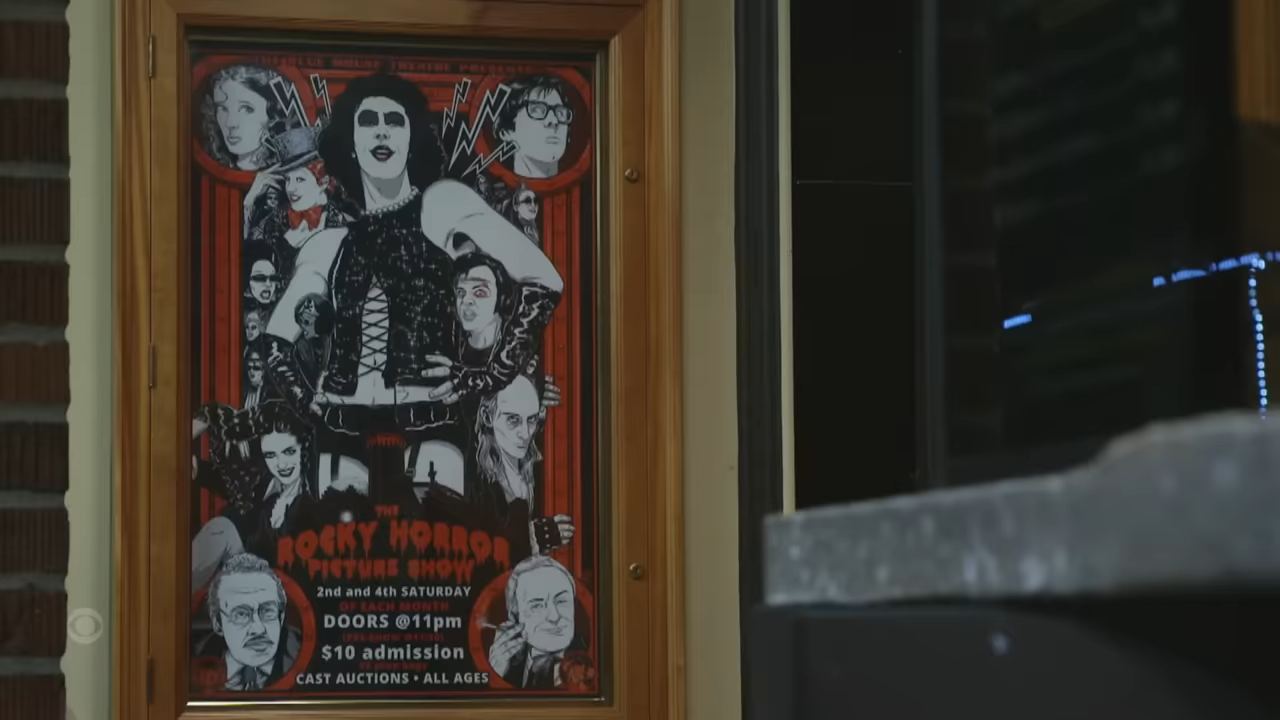 THE
ROCKY HORROR
PICTURE SHOW
2nd and 4th SATURDAY
OF EACH MONTH
DOORS @11pm
$10 admission
CAST AUCTIONS • ALL AGES